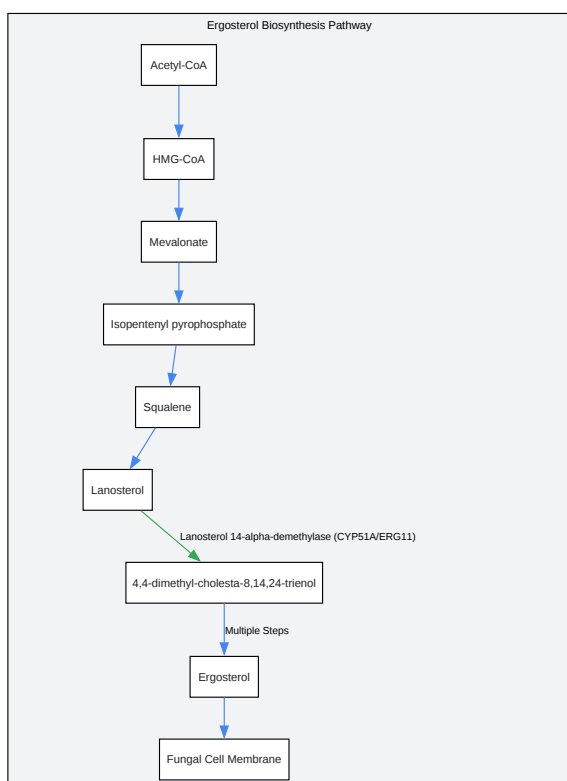 Ergosterol Biosynthesis Pathway
Acetyl-CoA
HMG-CoA
Mevalonate
Isopentenyl pyrophosphate
Squalene
Lanosterol
Lanosterol 14-alpha-demethylase (CYP51A/ERG11)
4,4-dimethyl-cholesta-8,14,24-trienol
Multiple Steps
Ergosterol
Fungal Cell Membrane